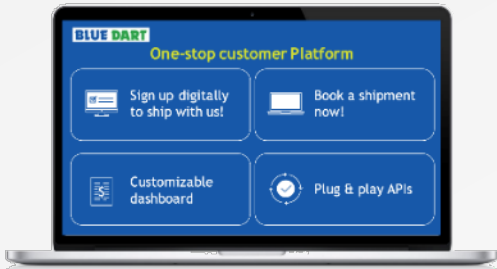 BLUE DART
One-stop customer Platform
Sign up digitally
to ship with us!
Book a shipment
now!
Customizable
dashboard
Plug & play APIs